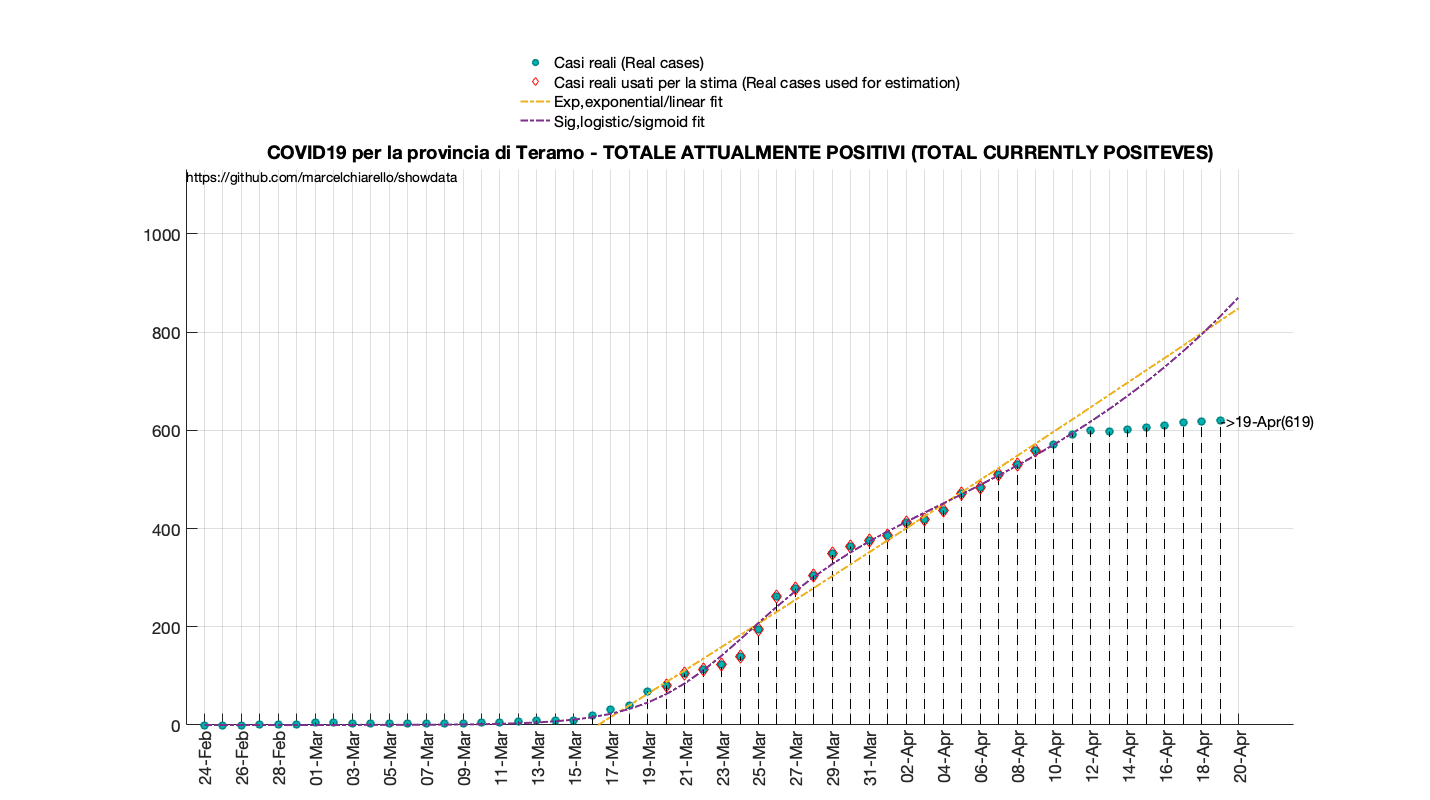 Casi reali (Real cases)
Casi reali usati per la stima (Real cases used for estimation)
Exp,exponential/linear fit
Sig,logistic/sigmoid fit
COVID19 per la provincia di Teramo - TOTALE ATTUALMENTE POSITIVI (TOTAL CURRENTLY POSITEVES)
https://github.com/marcelchiarello/showdata
1000
800
600
400
200
0
>19-Apr(619)
24-Feb
26-Feb
28-Feb
01-Mar
03-Mar
05-Mar
07-Mar
09-Mar
11-Mar
13-Mar
15-Mar
17-Mar
19-Mar
21-Mar
23-Mar
25-Mar
27-Mar
29-Mar
31-Mar
02-Apr
04-Apr
06-Apr
08-Apr
10-Apr
12-Apr
14-Apr
16-Apr
18-Apr
20-Apr